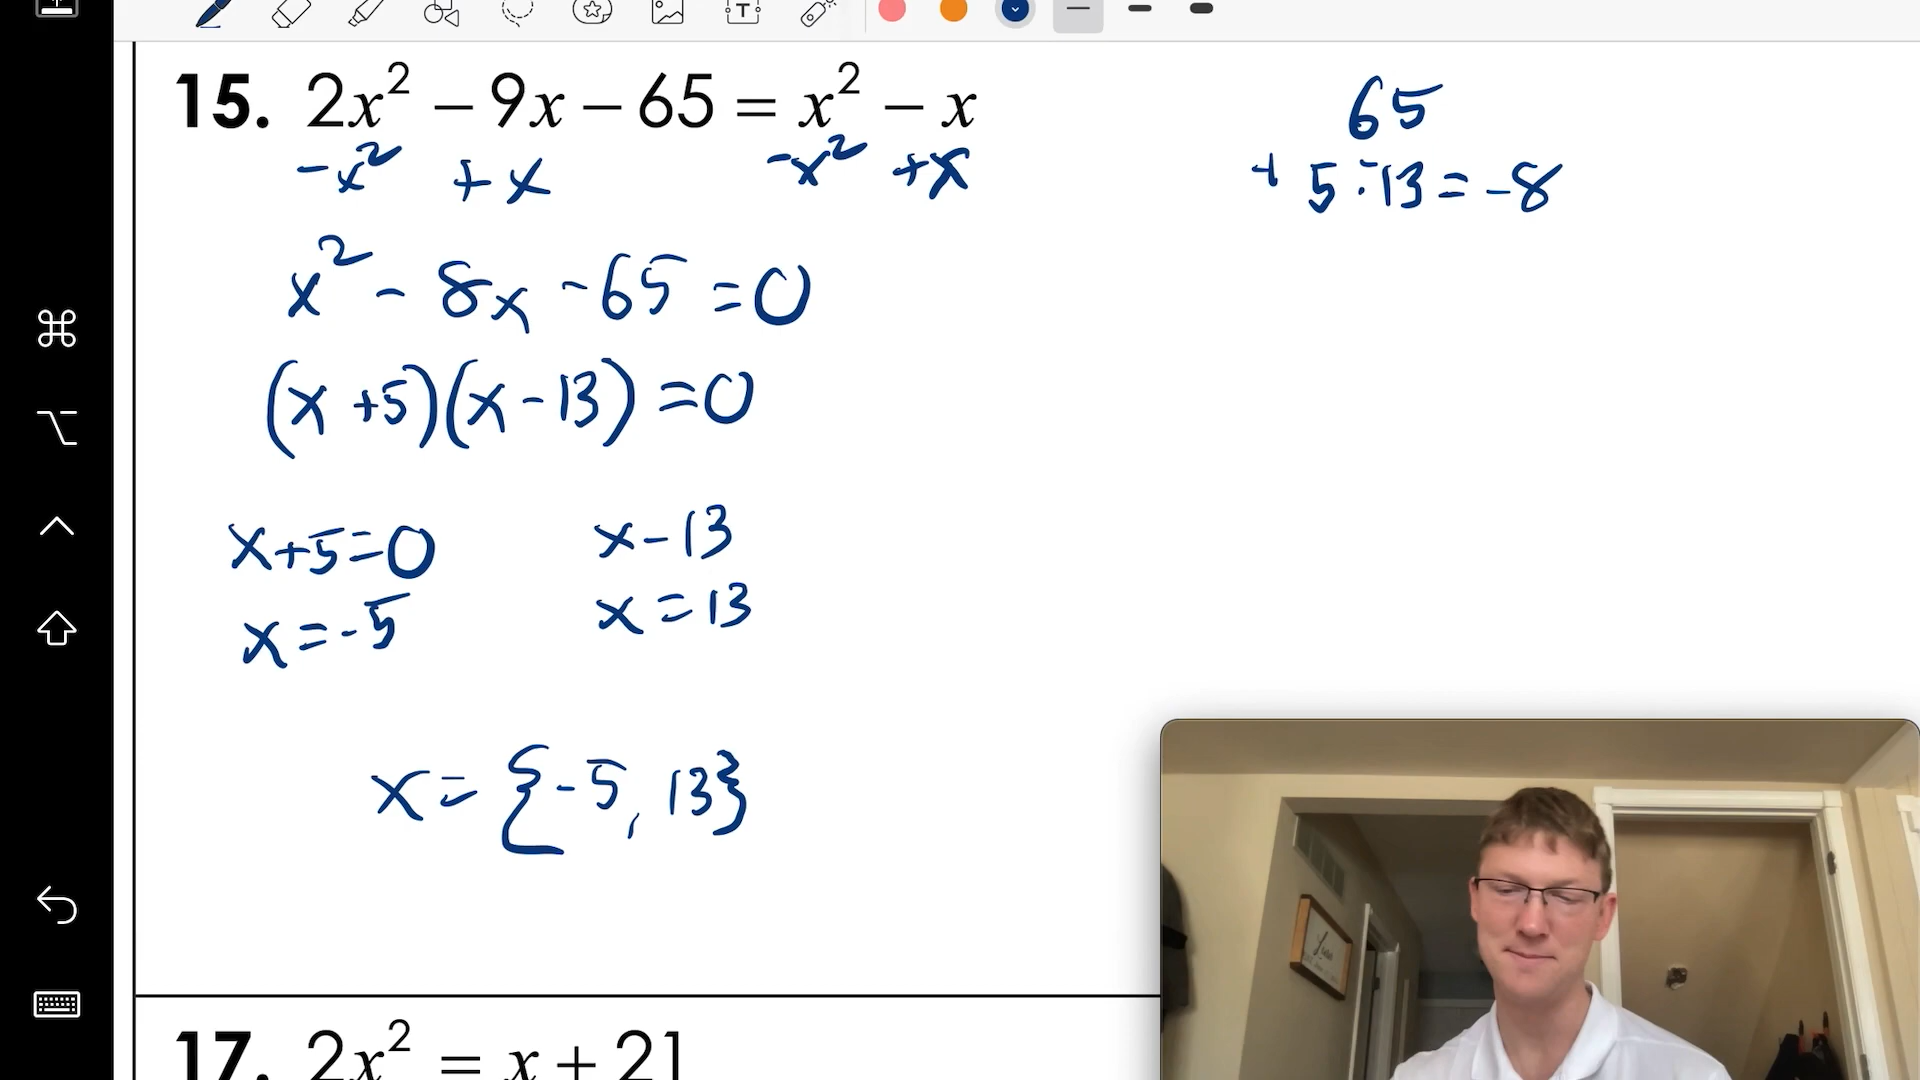 15. 2x² − 9x − 65 = x² − x
-x² + x -x² + x
x² - 8x - 65 = 0
(x + 5)(x - 13) = 0
x + 5 = 0 x - 13
x = -5 x = 13
x = {-5, 13}
65
+ 5 · -13 = -8
17. 2x² = x + 21
T